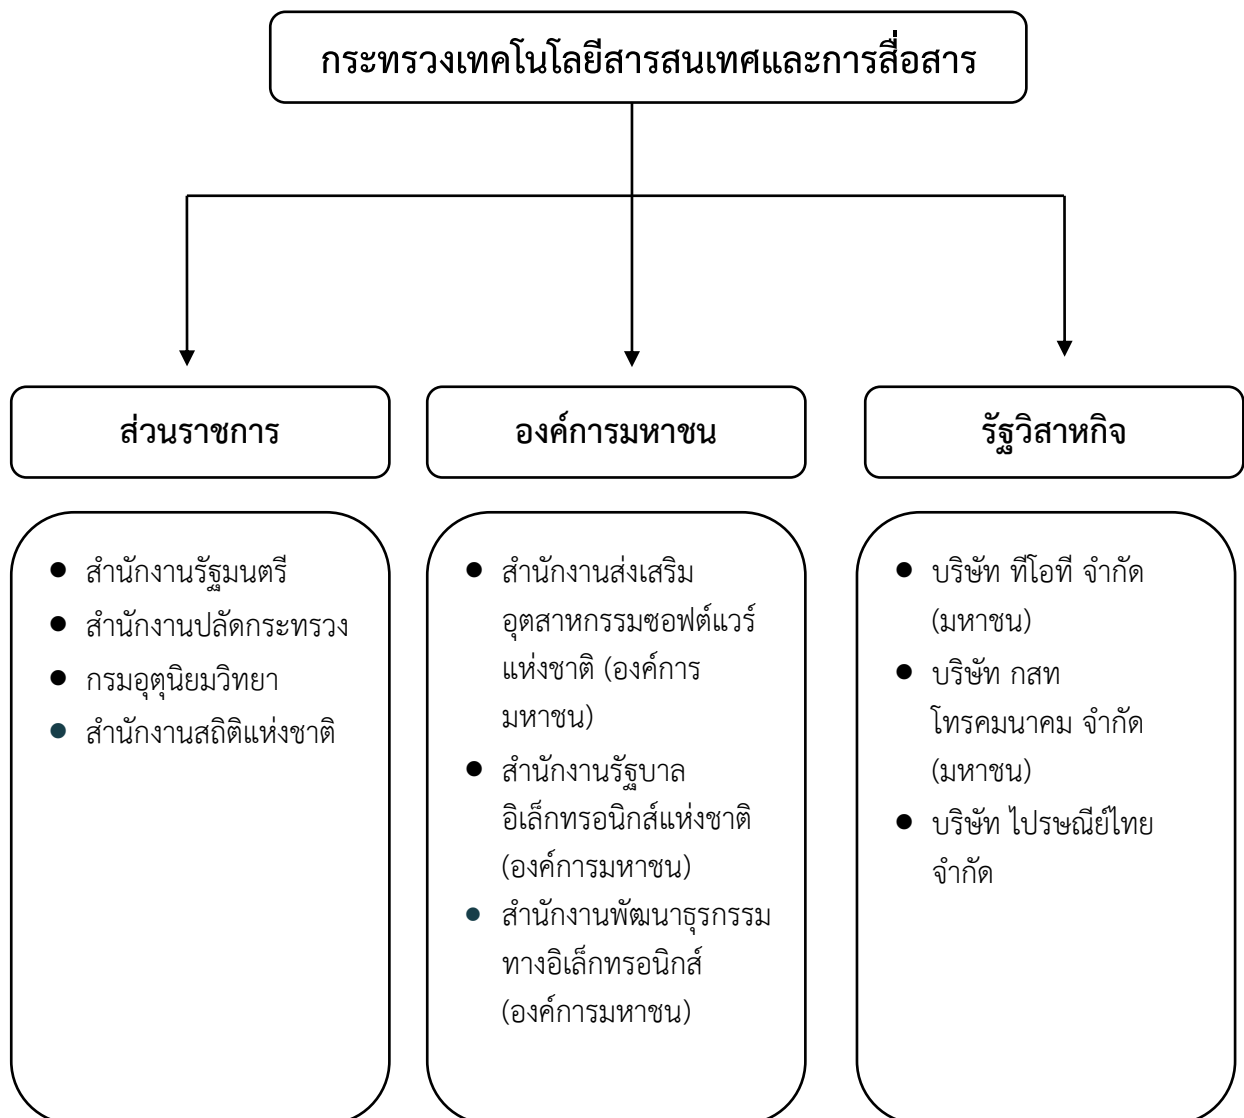 กระทรวงเทคโนโลยีสารสนเทศและการสื่อสาร
ส่วนราชการ
● สำนักงานรัฐมนตรี
● สำนักงานปลัดกระทรวง
● กรมอุตุนิยมวิทยา
● สำนักงานสถิติแห่งชาติ
องค์การมหาชน
● สำนักงานส่งเสริม
อุตสาหกรรมซอฟต์แวร์
แห่งชาติ (องค์การ
มหาชน)
● สำนักงานรัฐบาล
อิเล็กทรอนิกส์แห่งชาติ
(องค์การมหาชน)
● สำนักงานพัฒนาธุรกรรม
ทางอิเล็กทรอนิกส์
(องค์การมหาชน)
รัฐวิสาหกิจ
● บริษัท ทีโอที จำกัด
(มหาชน)
● บริษัท กสท
โทรคมนาคม จำกัด
(มหาชน)
● บริษัท ไปรษณีย์ไทย
จำกัด